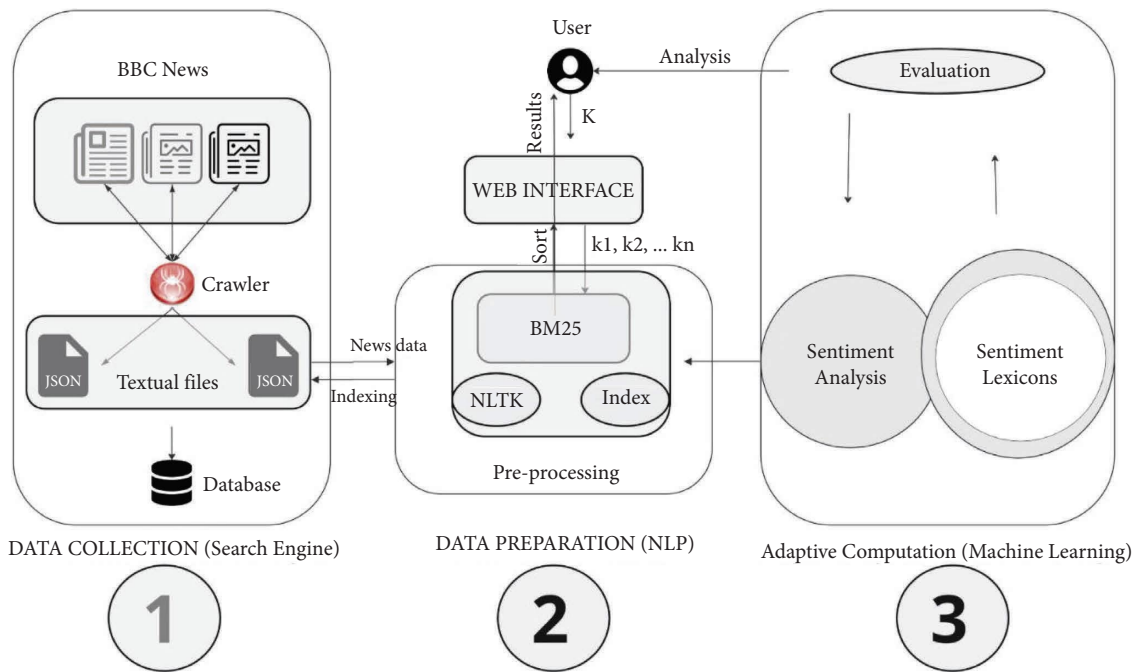 BBC News
Crawler
JSON
Textual files
JSON
Database
DATA COLLECTION (Search Engine)
1
News data
Indexing
User
Analysis
K
Results
WEB INTERFACE
Sort
k1, k2, ... kn
BM25
NLTK
Index
Pre-processing
DATA PREPARATION (NLP)
2
Evaluation
Sentiment
Analysis
Sentiment
Lexicons
Adaptive Computation (Machine Learning)
3